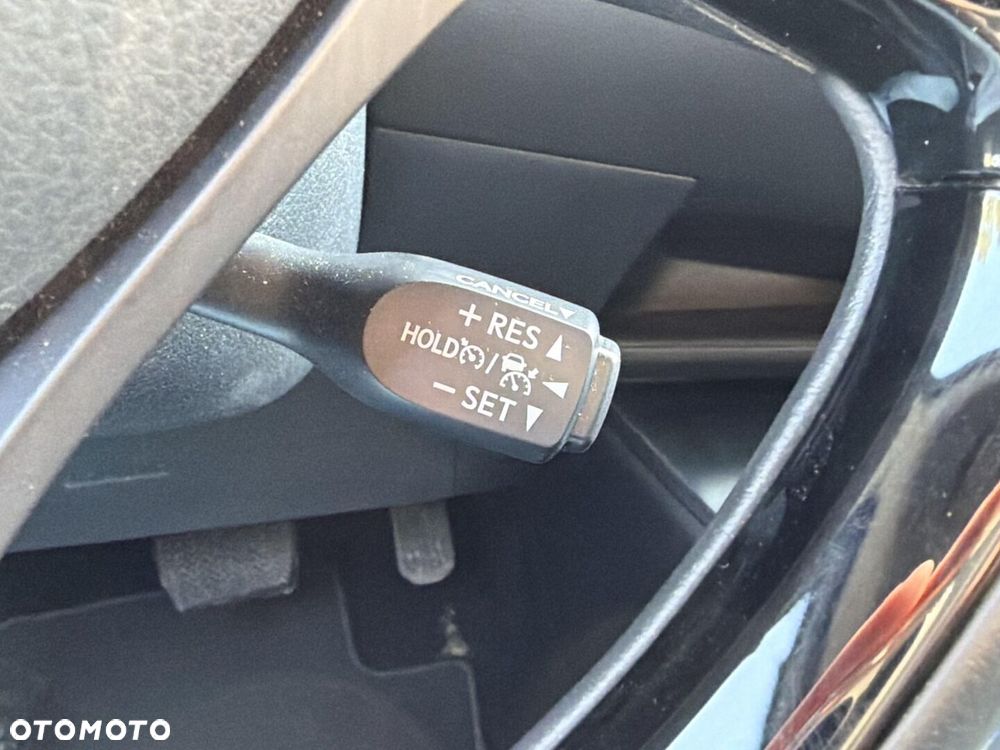 CANCEL▼
+ RES ▲
HOLD / ◀
− SET ▼
OTOMOTO